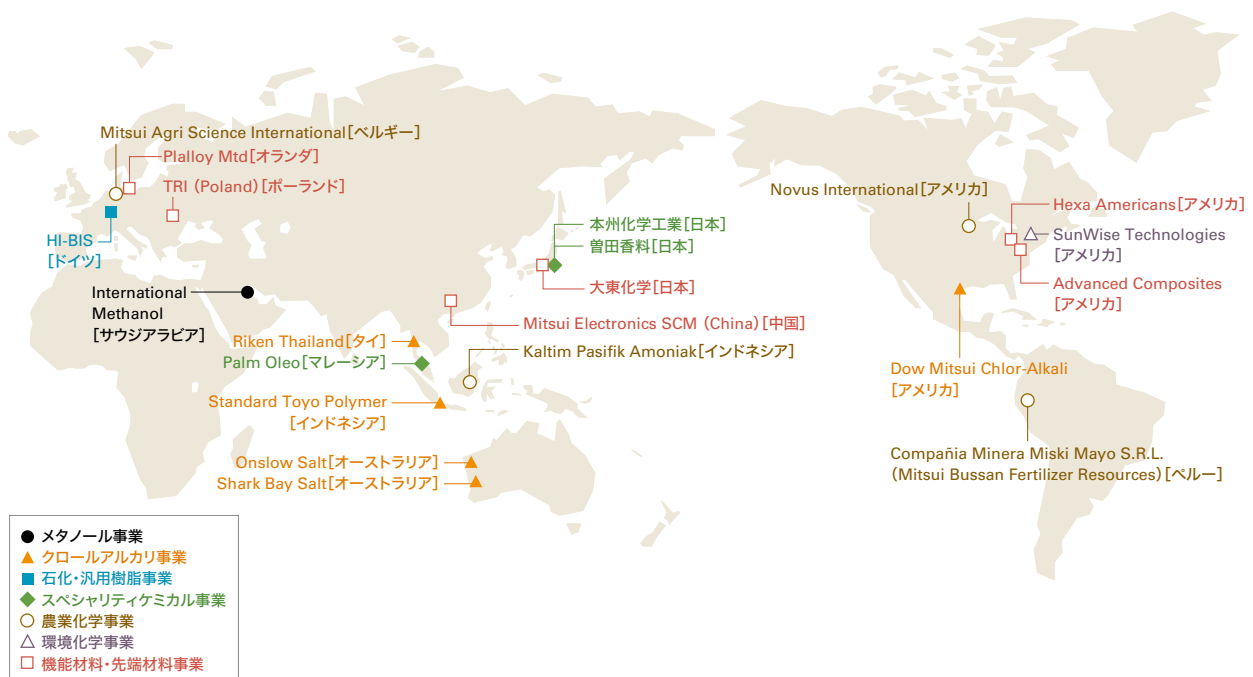 Mitsui Agri Science International[ベルギー]
Plalloy Mtd[オランダ]
TRI (Poland)[ポーランド]
HI-BIS
[ドイツ]
International
Methanol
[サウジアラビア]
本州化学工業[日本]
曽田香料[日本]
大東化学[日本]
Mitsui Electronics SCM (China)[中国]
Riken Thailand[タイ]
Palm Oleo[マレーシア]
Kaltim Pasifik Amoniak[インドネシア]
Standard Toyo Polymer
[インドネシア]
Onslow Salt[オーストラリア]
Shark Bay Salt[オーストラリア]
Novus International[アメリカ]
Hexa Americans[アメリカ]
SunWise Technologies
[アメリカ]
Advanced Composites
[アメリカ]
Dow Mitsui Chlor-Alkali
[アメリカ]
Compañia Minera Miski Mayo S.R.L.
(Mitsui Bussan Fertilizer Resources)[ペルー]
メタノール事業
クロールアルカリ事業
石化・汎用樹脂事業
スペシャリティケミカル事業
農業化学事業
環境化学事業
機能材料・先端材料事業